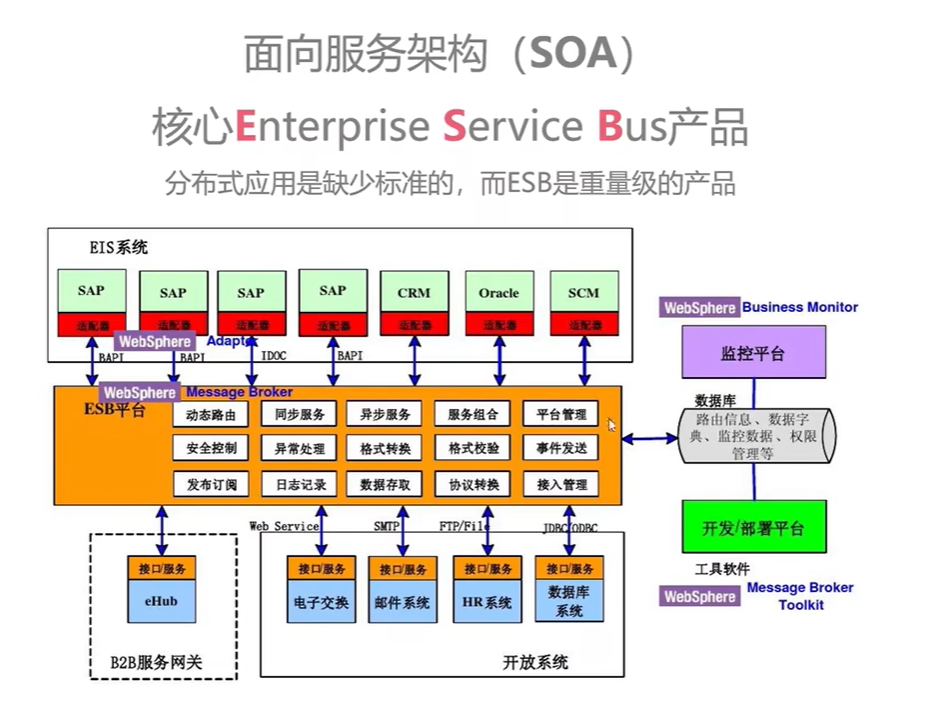 面向服务架构（SOA）
核心Enterprise Service Bus产品
分布式应用是缺少标准的，而ESB是重量级的产品
EIS系统
SAP SAP SAP SAP CRM Oracle SCM
适配器 适配器 适配器 适配器 适配器 适配器 适配器
WebSphere Adapter
BAPI BAPI IDOC BAPI
WebSphere Message Broker
ESB平台
动态路由 同步服务 异步服务 服务组合 平台管理
安全控制 异常处理 格式转换 格式校验 事件发送
发布订阅 日志记录 数据存取 协议转换 接入管理
WebSphere Business Monitor
监控平台
数据库
路由信息、数据字
典、监控数据、权限
管理等
开发/部署平台
工具软件
WebSphere Message Broker
Toolkit
Web Service SMTP FTP/File JDBC/ODBC
接口/服务
eHub
B2B服务网关
接口/服务 接口/服务 接口/服务 接口/服务
电子交换 邮件系统 HR系统 数据库
系统
开放系统